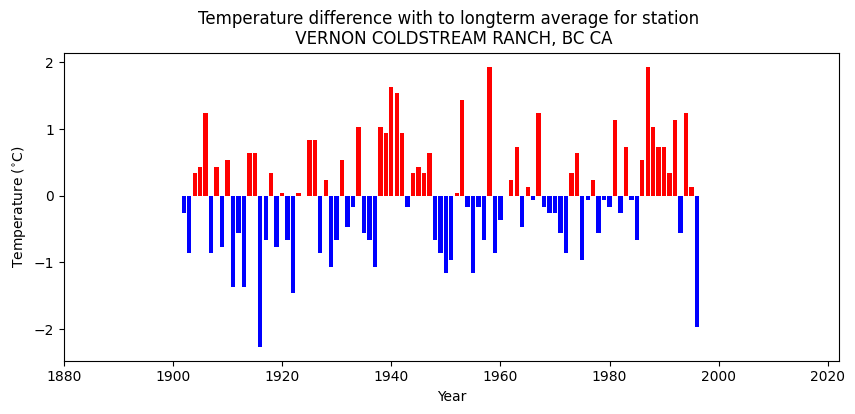 Temperature difference with to longterm average for station
VERNON COLDSTREAM RANCH, BC CA
2
1
0
−1
−2
Temperature (°C)
1880 1900 1920 1940 1960 1980 2000 2020
Year